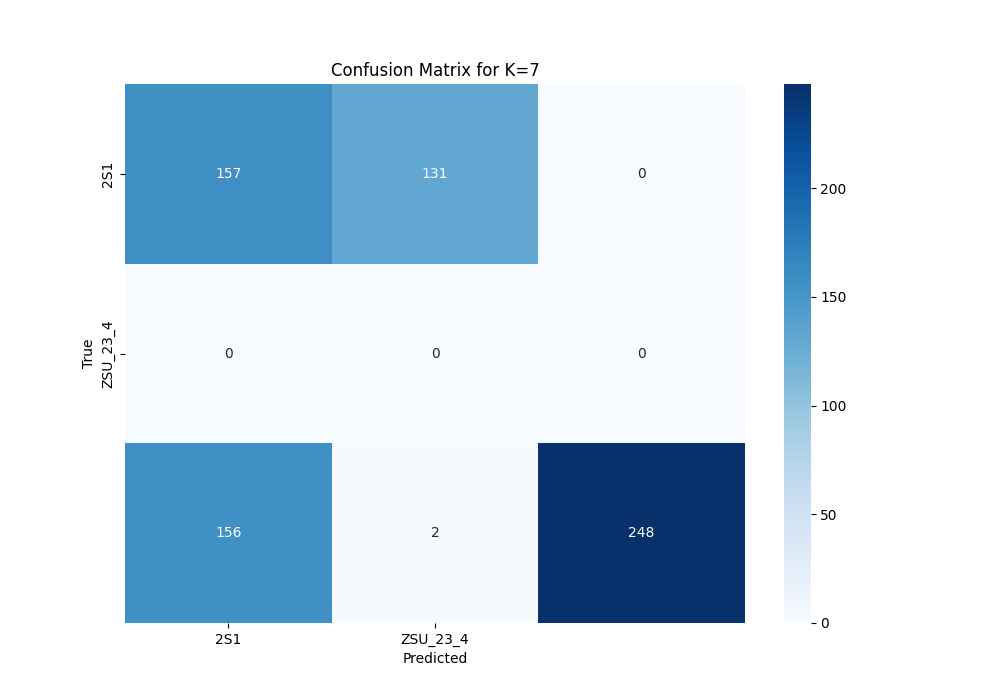 Confusion Matrix for K=7
2S1
157
131
0
True
ZSU_23_4
0
0
0
156
2
248
2S1
ZSU_23_4
Predicted
200
150
100
50
0